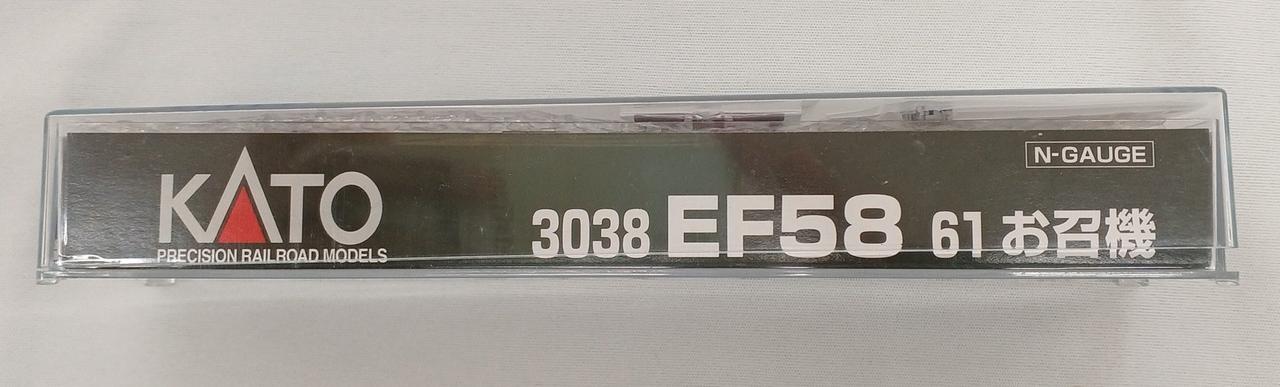 N-GAUGE
KATO
PRECISION RAILROAD MODELS
3038 EF58 61 お召機